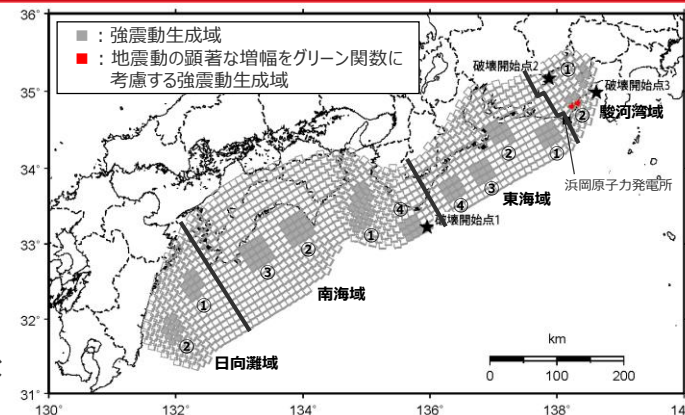 ■：強震動生成域
■：地震動の顕著な増幅をグリーン関数に
考慮する強震動生成域
36°
35°
34°
33°
32°
31°
130°
132°
134°
136°
138°
140°
破壊開始点2
①
破壊開始点3
②
駿河湾域
②
①
浜岡原子力発電所
③
東海域
④
④
破壊開始点1
①
②
③
南海域
①
②
日向灘域
km
0
100
200